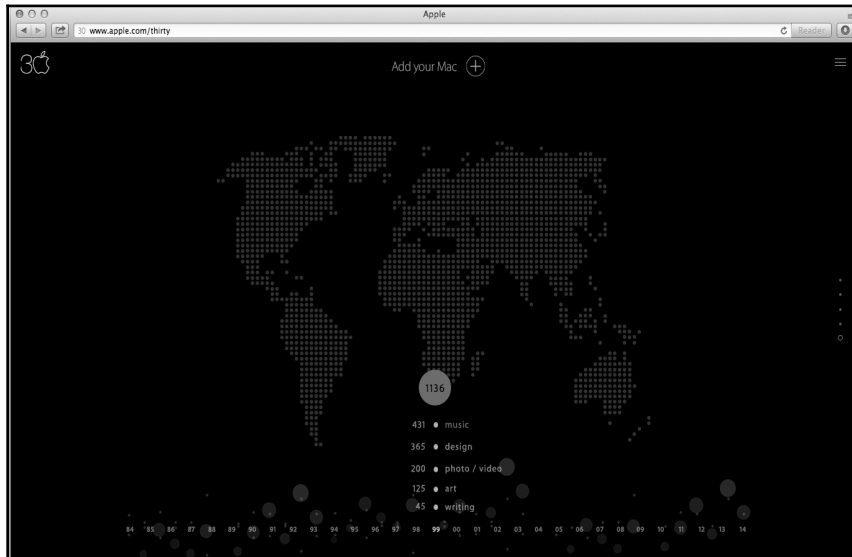 Apple
30 www.apple.com/thirty
Reader
30
Add your Mac
1136
431 music
365 design
200 photo / video
125 art
45 writing
84 85 86 87 88 89 90 91 92 93 94 95 96 97 98 99 00 01 02 03 04 05 06 07 08 09 10 11 12 13 14